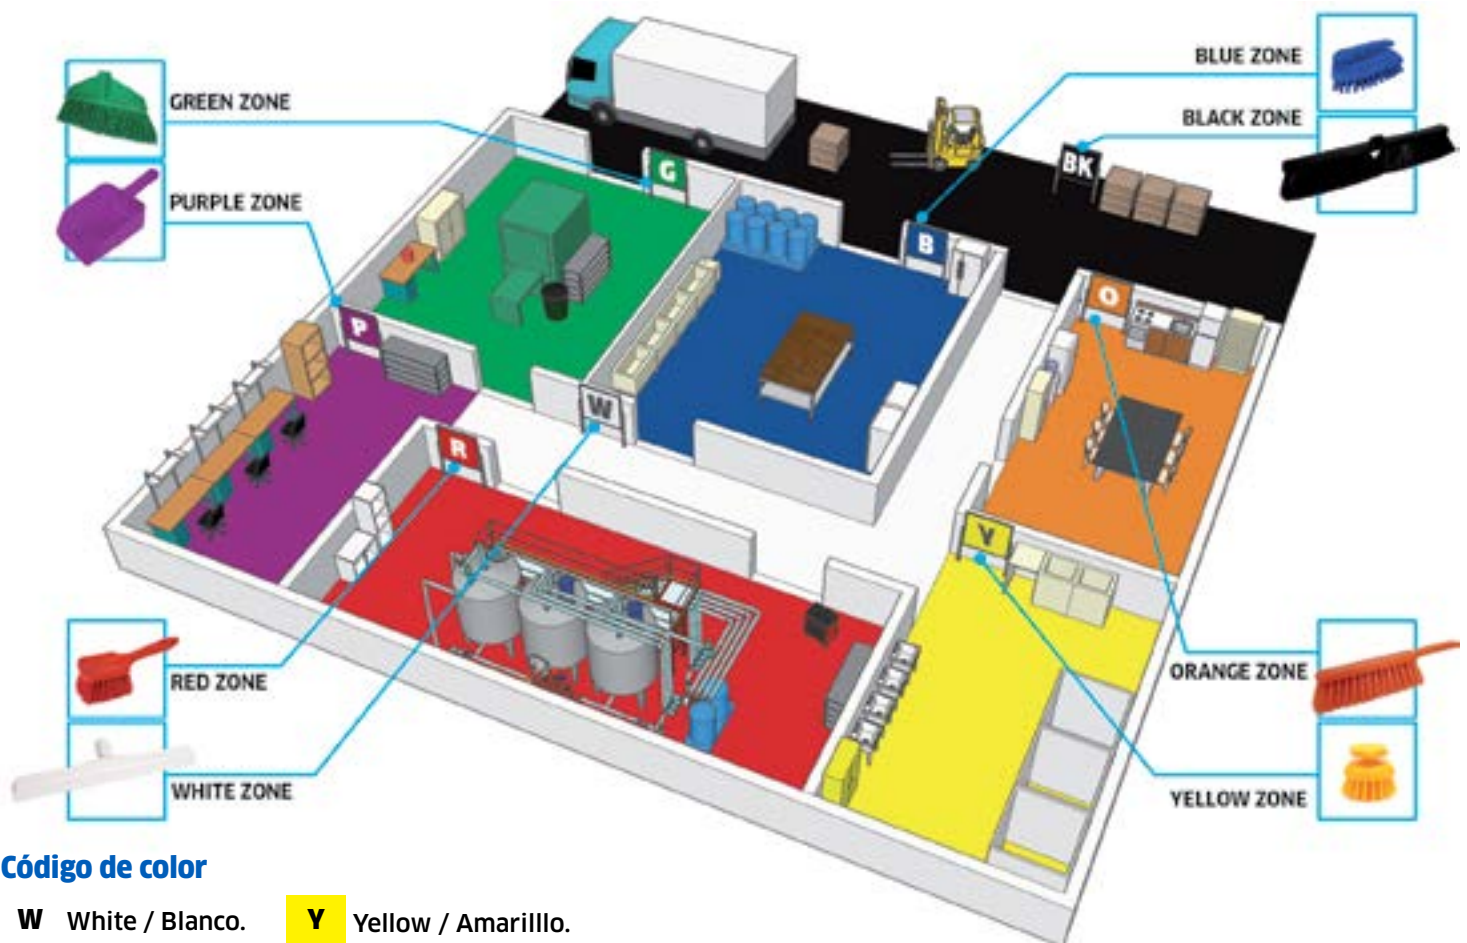 BLUE ZONE
GREEN ZONE
BLACK ZONE
BK
G
PURPLE ZONE
B
O
P
W
R
Y
RED ZONE
ORANGE ZONE
WHITE ZONE
YELLOW ZONE
Código de color
W White / Blanco.
Y Yellow / Amarilllo.